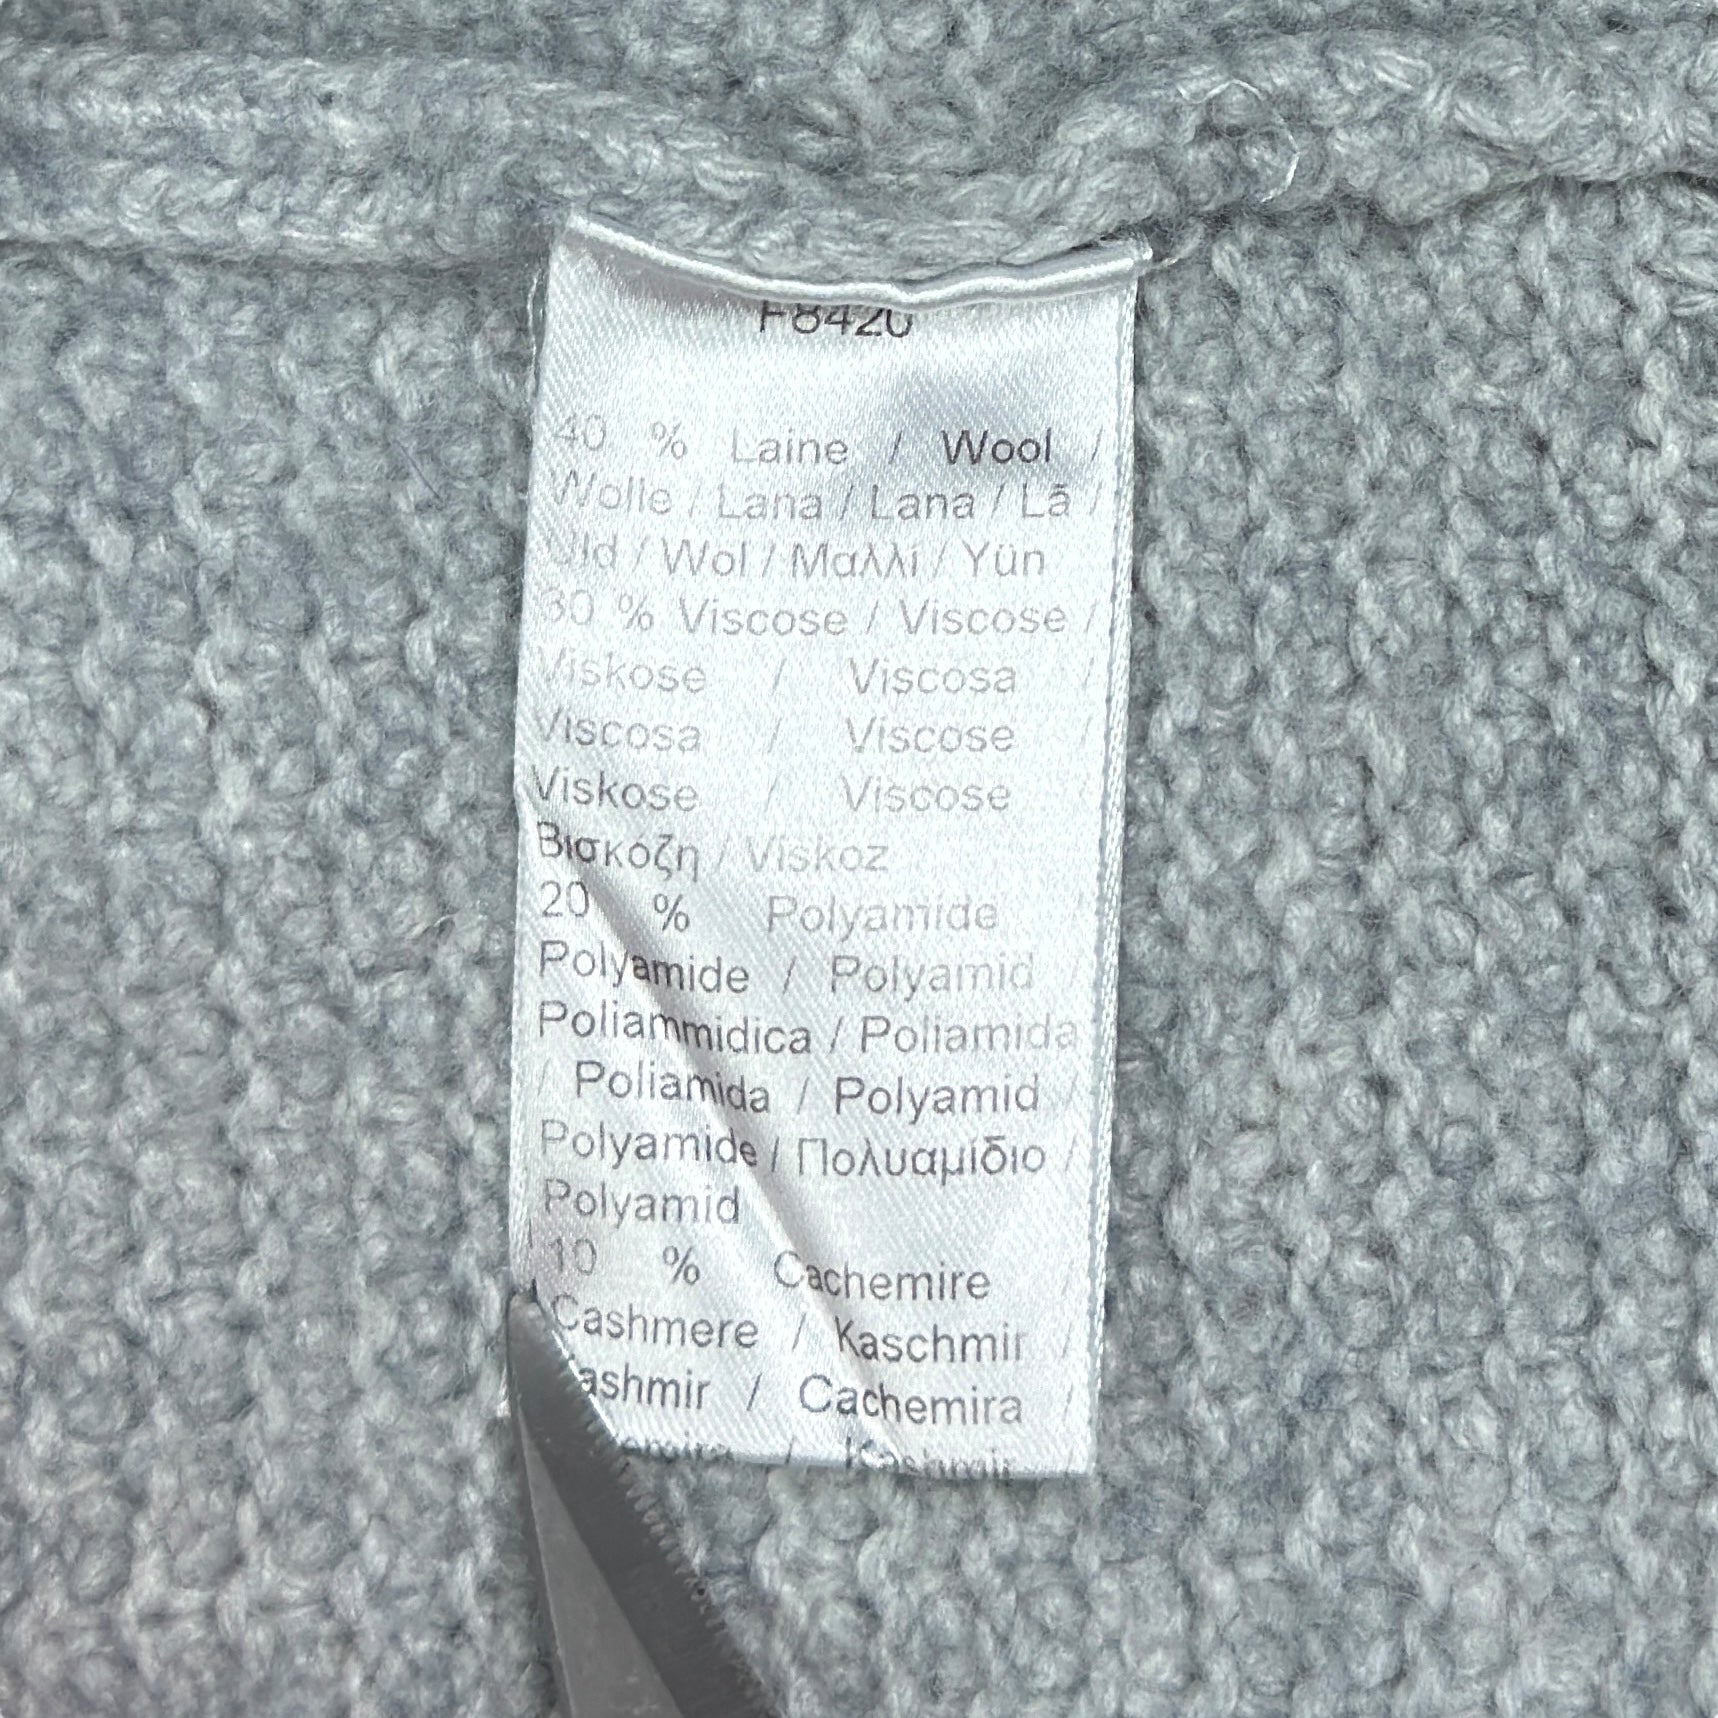 F8420
40 % Laine / Wool /
Wolle / Lana / Lana / Lã /
Uld / Wol / Μαλλί / Yün
30 % Viscose / Viscose /
Viskose / Viscosa /
Viscosa / Viscose /
Viskose / Viscose
Βισκόζη / Viskoz
20 % Polyamide /
Polyamide / Polyamid /
Poliammidica / Poliamida
/ Poliamida / Polyamid /
Polyamide / Πολυαμίδιο /
Polyamid
10 % Cachemire /
Cashmere / Kaschmir /
ashmir / Cachemira /
/ Kashmir